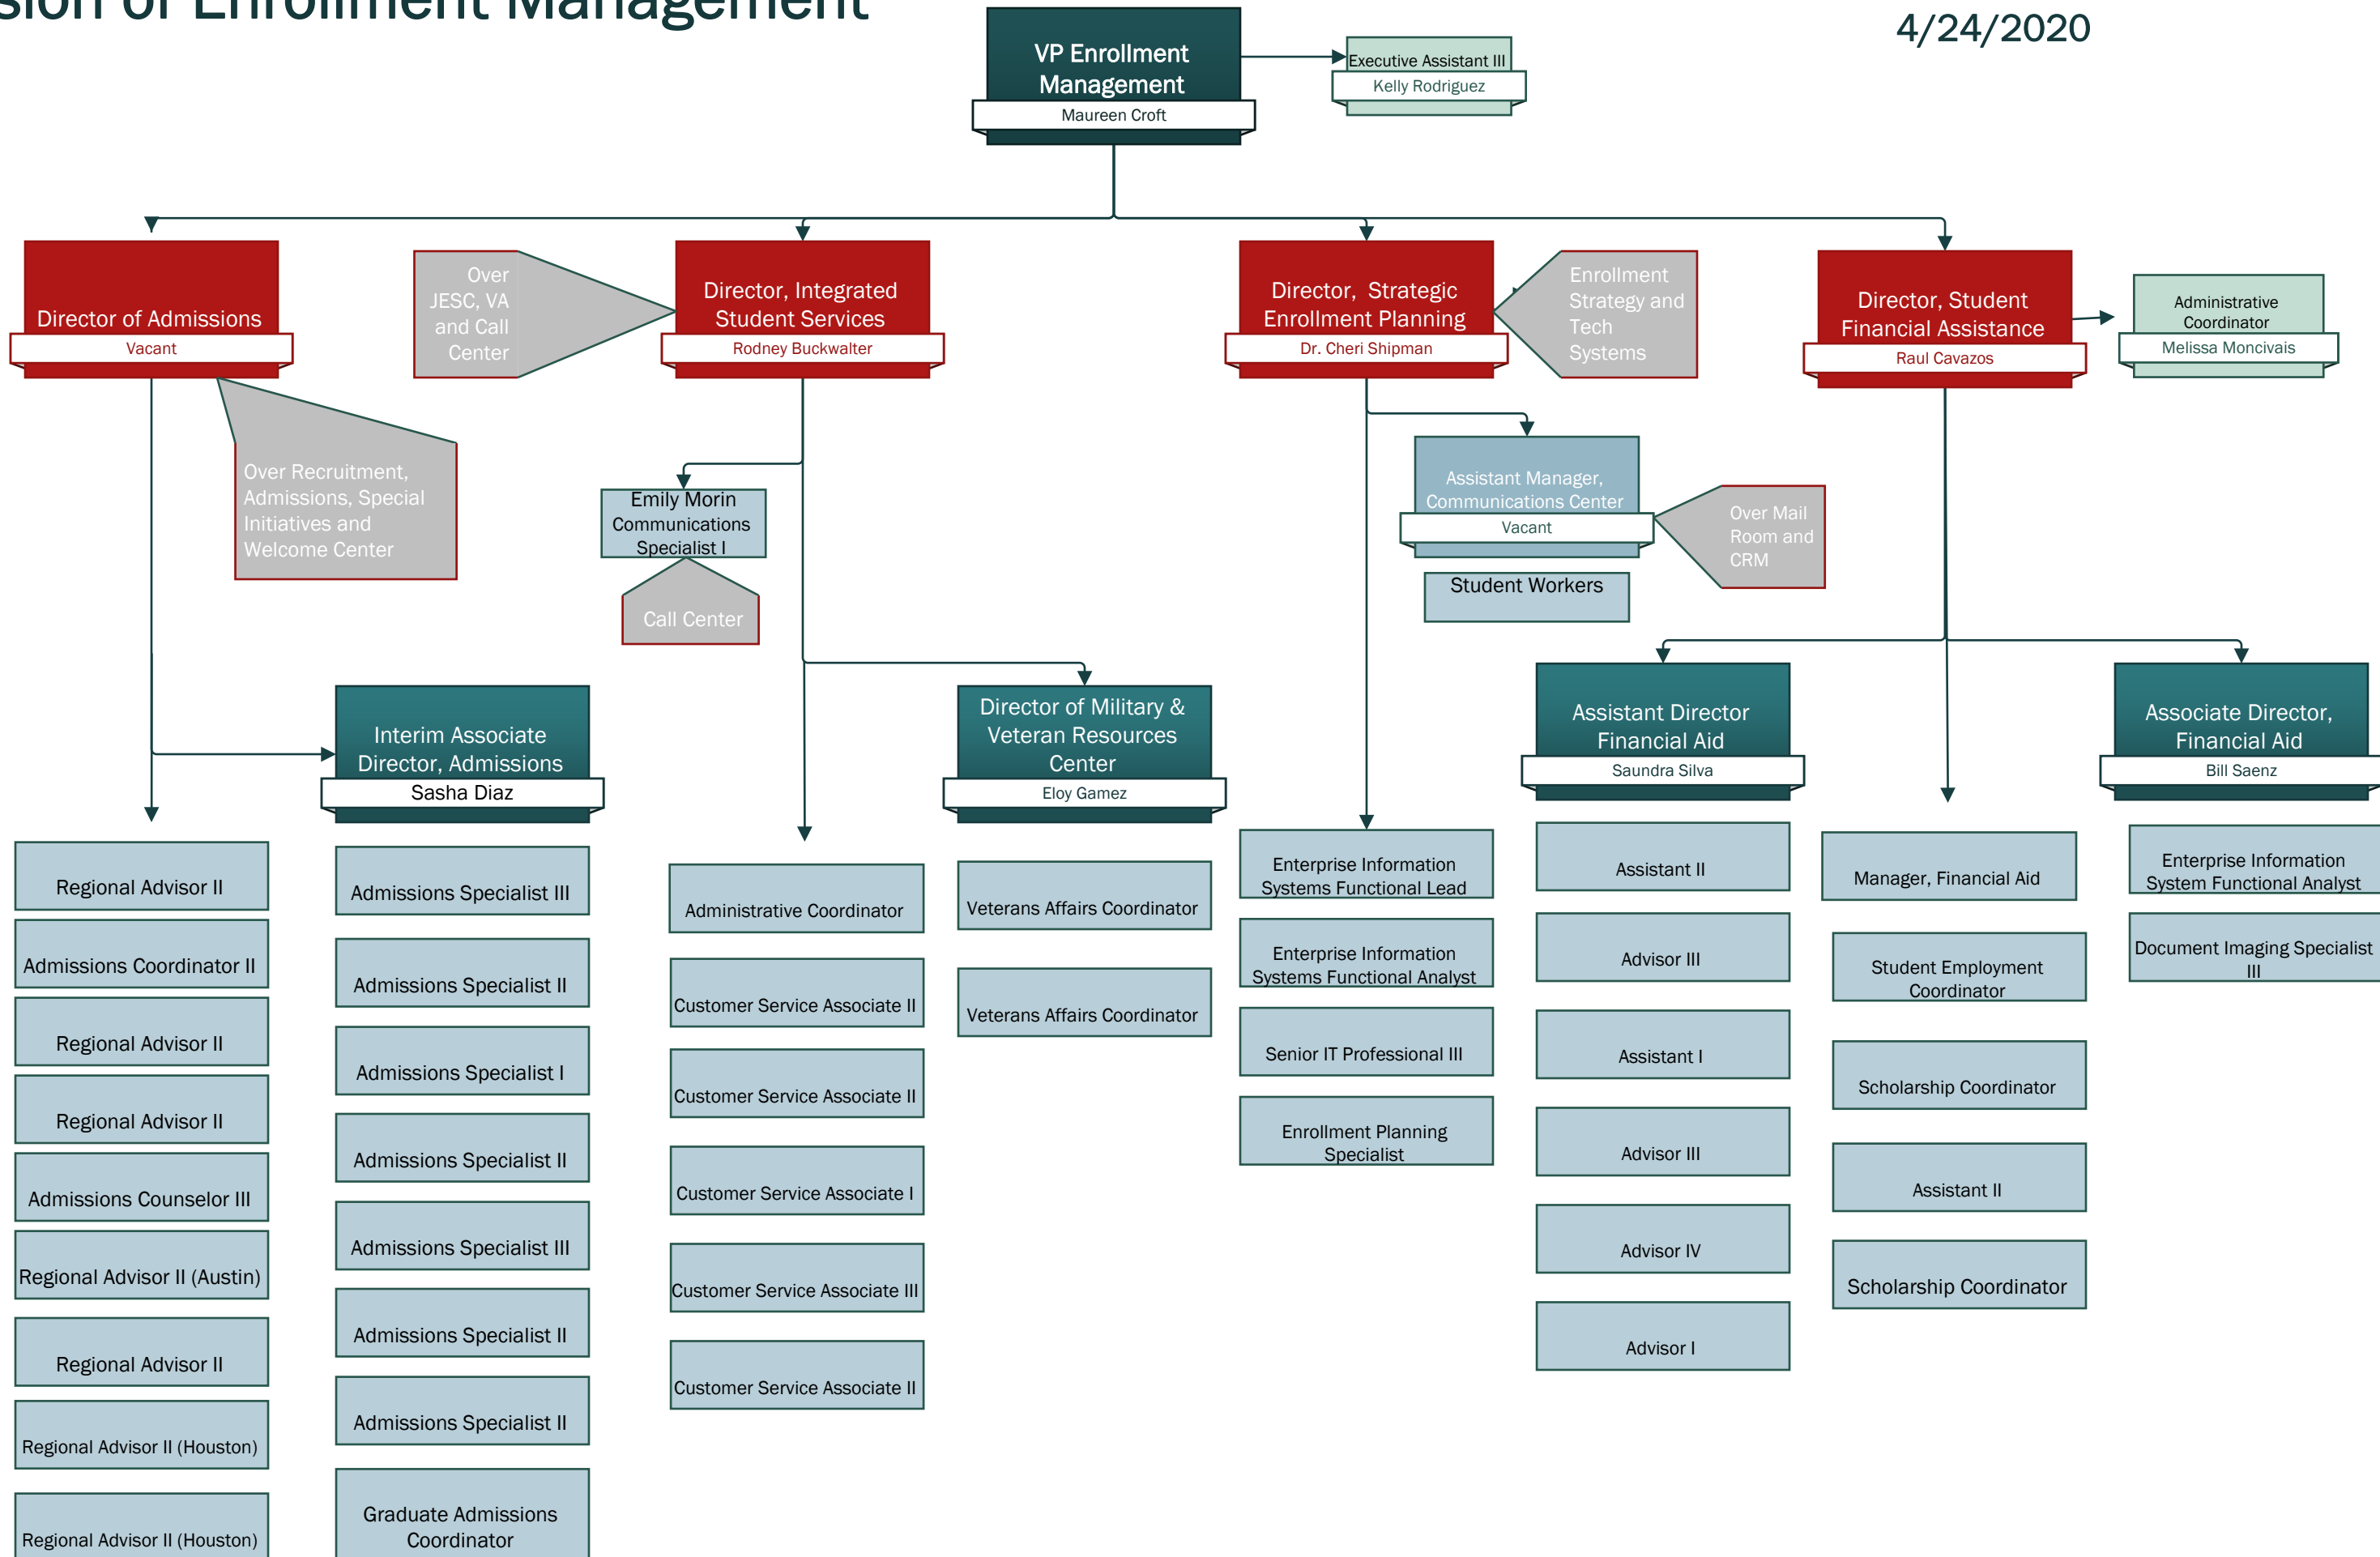 sion of Enrollment Management
4/24/2020
VP Enrollment
Management
Maureen Croft
Executive Assistant III
Kelly Rodriguez
Director of Admissions
Vacant
Over
JESC, VA
and Call
Center
Director, Integrated
Student Services
Rodney Buckwalter
Director, Strategic
Enrollment Planning
Dr. Cheri Shipman
Enrollment
Strategy and
Tech
Systems
Director, Student
Financial Assistance
Raul Cavazos
Administrative
Coordinator
Melissa Moncivais
Over Recruitment,
Admissions, Special
Initiatives and
Welcome Center
Emily Morin
Communications
Specialist I
Call Center
Assistant Manager,
Communications Center
Vacant
Over Mail
Room and
CRM
Student Workers
Interim Associate
Director, Admissions
Sasha Diaz
Director of Military &
Veteran Resources
Center
Eloy Gamez
Assistant Director
Financial Aid
Saundra Silva
Associate Director,
Financial Aid
Bill Saenz
Regional Advisor II
Admissions Coordinator II
Regional Advisor II
Regional Advisor II
Admissions Counselor III
Regional Advisor II (Austin)
Regional Advisor II
Regional Advisor II (Houston)
Regional Advisor II (Houston)
Admissions Specialist III
Admissions Specialist II
Admissions Specialist I
Admissions Specialist II
Admissions Specialist III
Admissions Specialist II
Admissions Specialist II
Graduate Admissions
Coordinator
Administrative Coordinator
Customer Service Associate II
Customer Service Associate II
Customer Service Associate I
Customer Service Associate III
Customer Service Associate II
Veterans Affairs Coordinator
Veterans Affairs Coordinator
Enterprise Information
Systems Functional Lead
Enterprise Information
Systems Functional Analyst
Senior IT Professional III
Enrollment Planning
Specialist
Assistant II
Advisor III
Assistant I
Advisor III
Advisor IV
Advisor I
Manager, Financial Aid
Student Employment
Coordinator
Scholarship Coordinator
Assistant II
Scholarship Coordinator
Enterprise Information
System Functional Analyst
Document Imaging Specialist
III